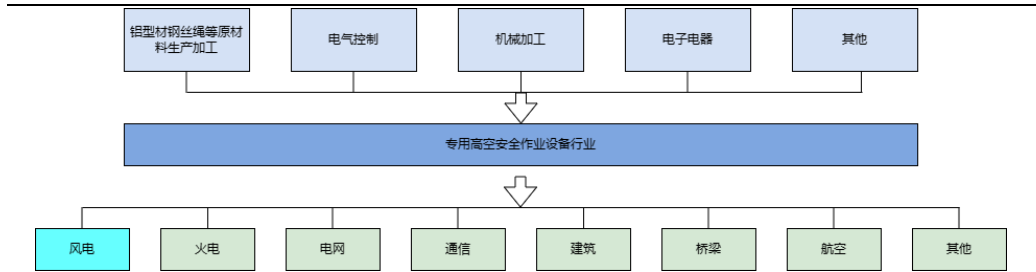 铝型材钢丝绳等原材
料生产加工
电气控制
机械加工
电子电器
其他
专用高空安全作业设备行业
风电
火电
电网
通信
建筑
桥梁
航空
其他